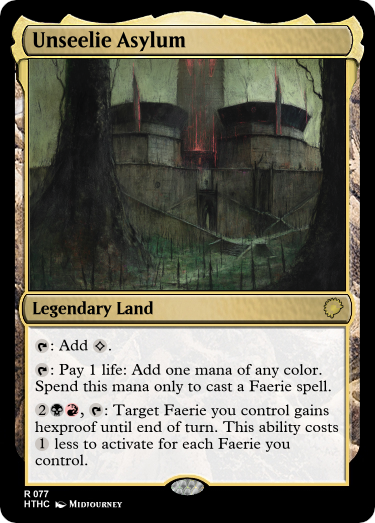 Unseelie Asylum
Legendary Land
: Add .
: Pay 1 life: Add one mana of any color.
Spend this mana only to cast a Faerie spell.
2 , : Target Faerie you control gains
hexproof until end of turn. This ability costs
1 less to activate for each Faerie you
control.
R 077
HTHC MIDJOURNEY